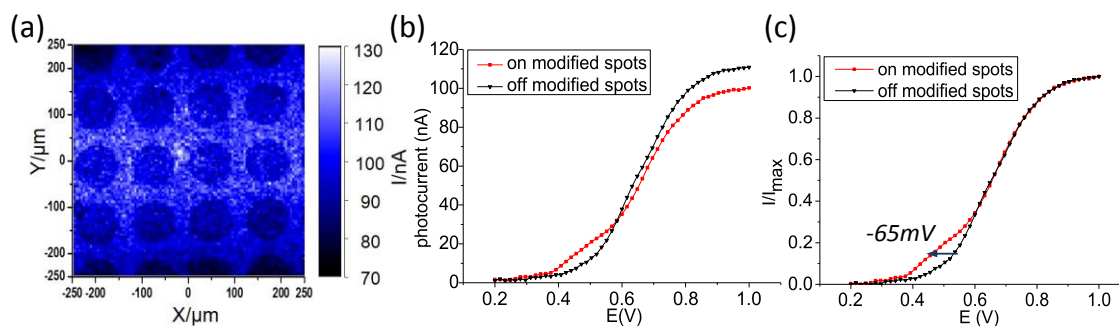 (a)
250
200
100
0
-100
-200
-250
Y/μm
-250 -200 -100 0 100 200 250
X/μm
130
120
110
100
90
80
70
I/nA
(b)
on modified spots
off modified spots
120
100
80
60
40
20
0
photocurrent (nA)
0.2 0.4 0.6 0.8 1.0
E(V)
(c)
on modified spots
off modified spots
1.0
0.8
0.6
0.4
0.2
0.0
I/Imax
-65mV
0.2 0.4 0.6 0.8 1.0
E (V)